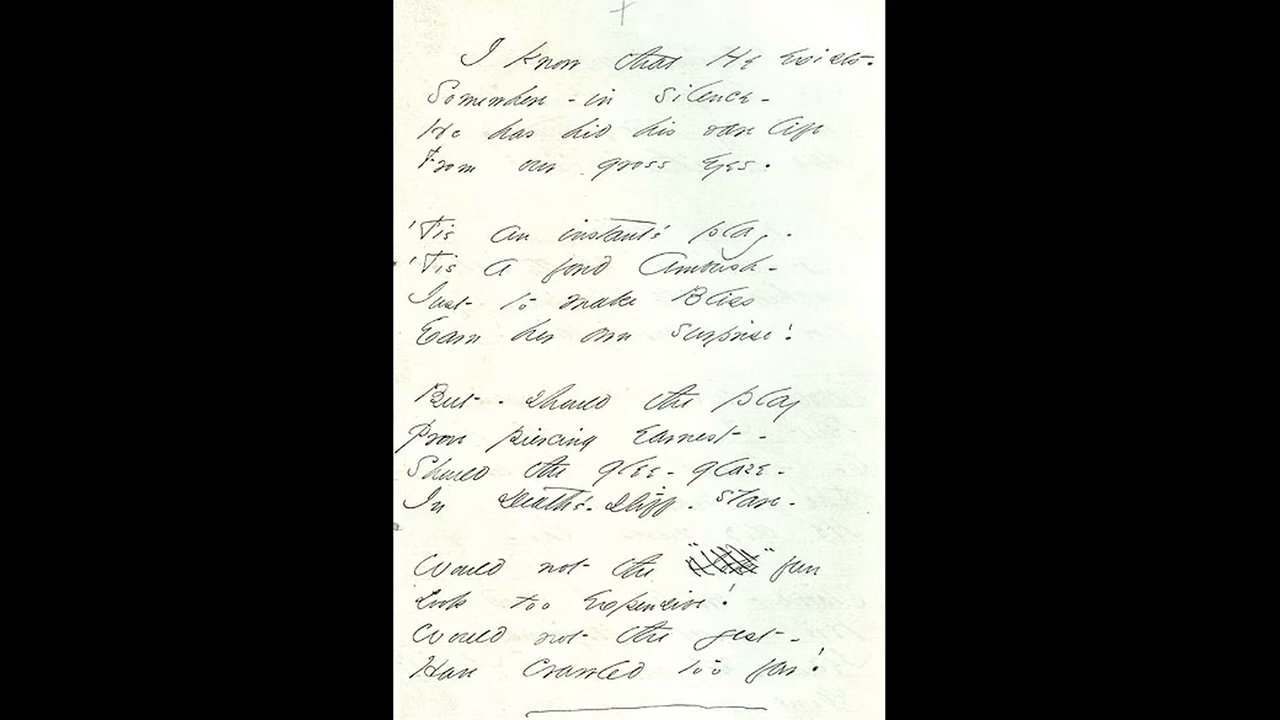 I know that He exists.
Somewhere - in silence -
He has hid his rare life
From our gross eyes.
'Tis an instant's play -
'Tis a fond Ambush -
Just to make Bliss
Earn her own surprise!
But - should the play
Prove piercing earnest -
Should the glee - glaze -
In Death's - stiff - stare -
Would not the fun
Look too expensive!
Would not the jest -
Have crawled too far!